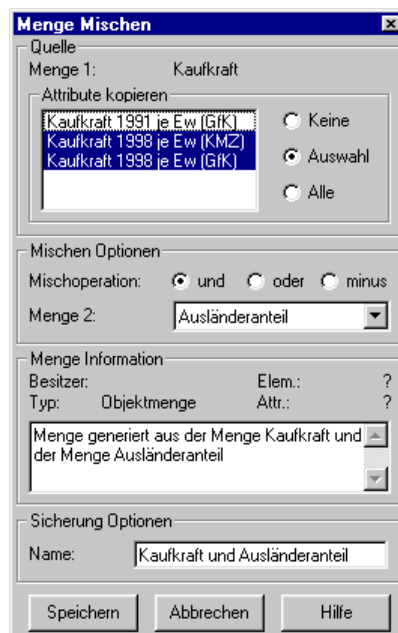 Menge Mischen
Quelle
Menge 1: Kaufkraft
Attribute kopieren
Kaufkraft 1991 je Ew (GfK)
Kaufkraft 1998 je Ew (KMZ)
Kaufkraft 1998 je Ew (GfK)
Keine
Auswahl
Alle
Mischen Optionen
Mischoperation: und oder minus
Menge 2: Ausländeranteil
Menge Information
Besitzer: Elem.: ?
Typ: Objektmenge Attr.: ?
Menge generiert aus der Menge Kaufkraft und
der Menge Ausländeranteil
Sicherung Optionen
Name: Kaufkraft und Ausländeranteil
Speichern Abbrechen Hilfe